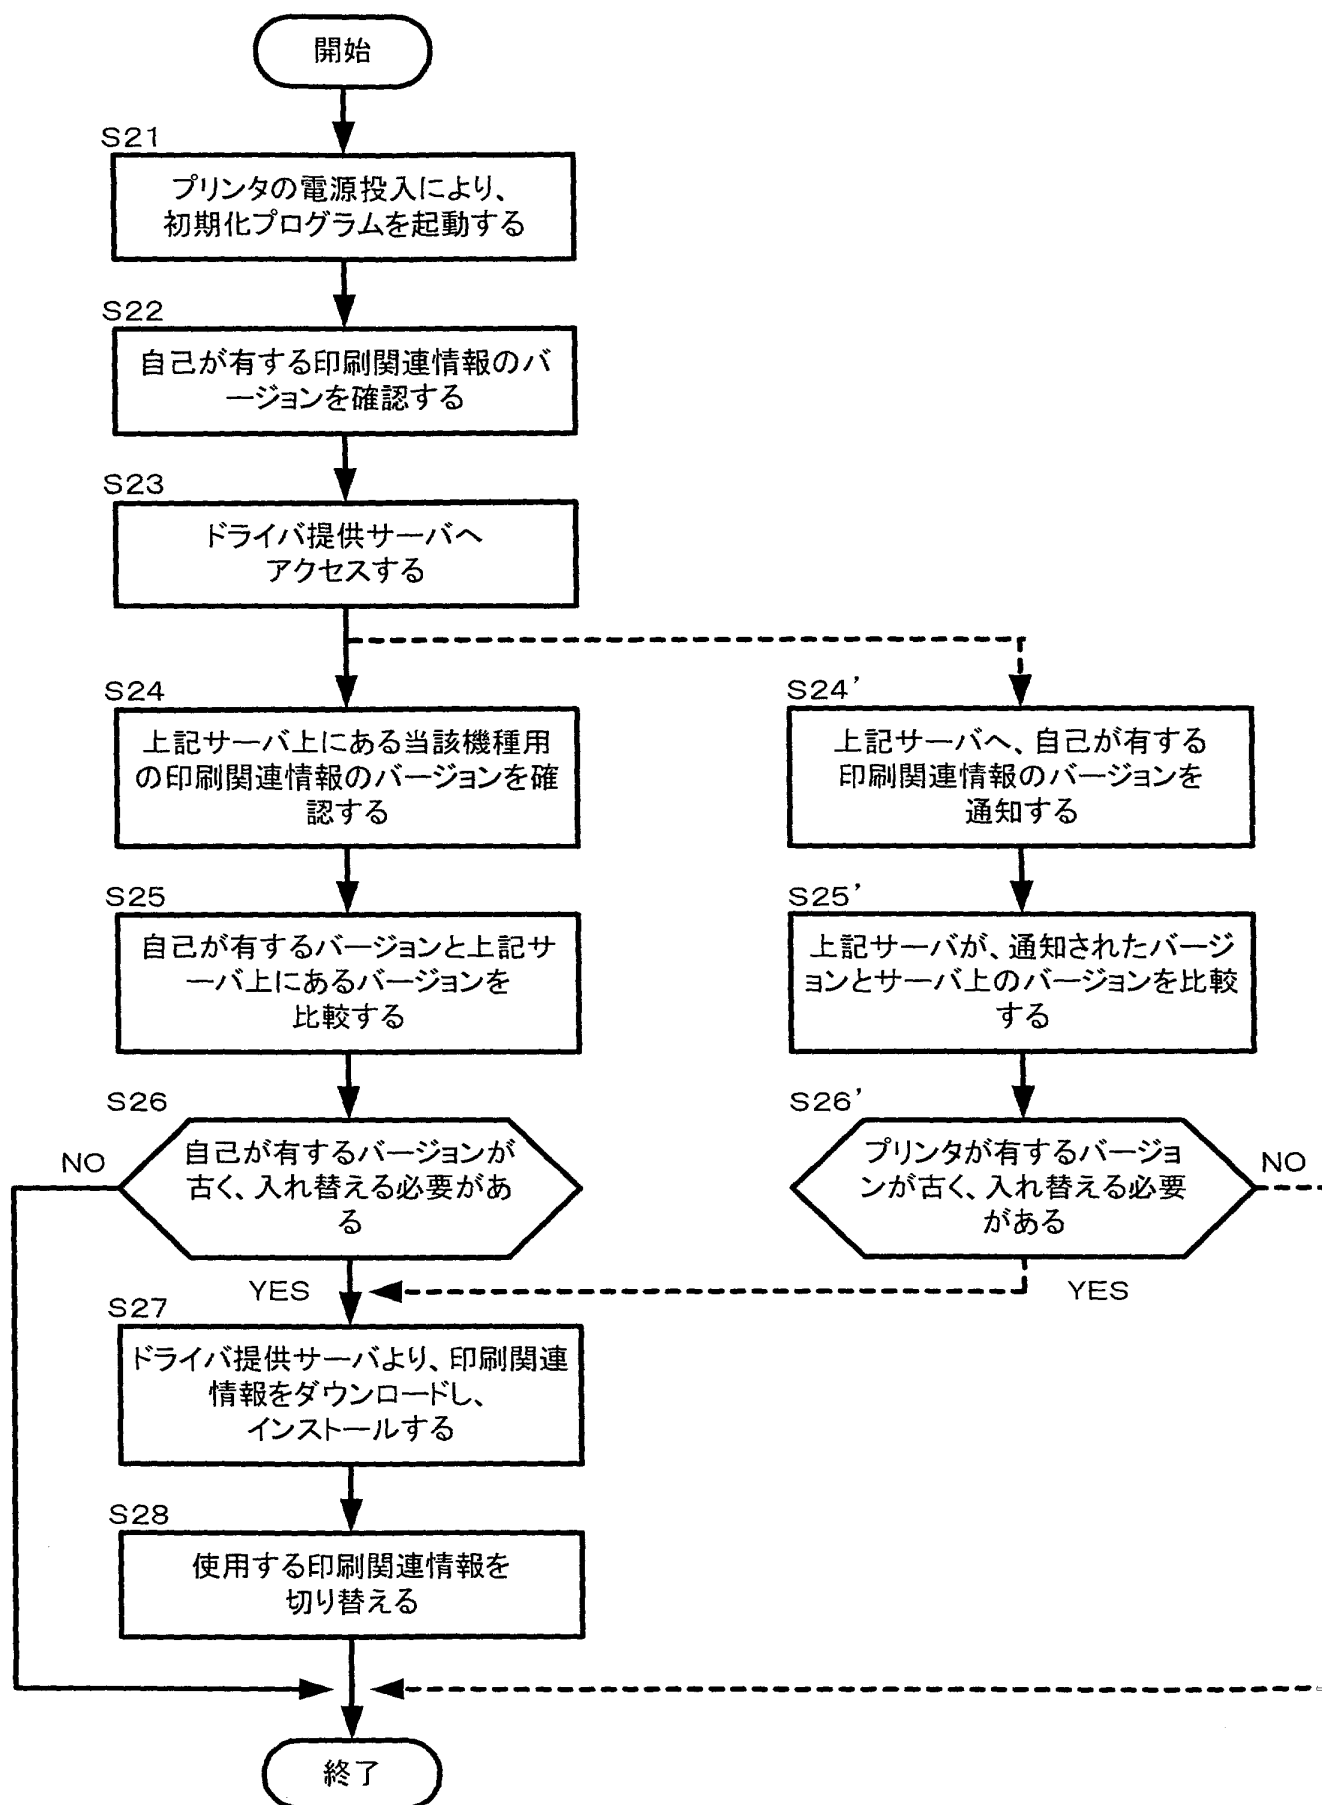 開始
S21
プリンタの電源投入により、
初期化プログラムを起動する
S22
自己が有する印刷関連情報のバ
ージョンを確認する
S23
ドライバ提供サーバへ
アクセスする
S24
上記サーバ上にある当該機種用
の印刷関連情報のバージョンを確
認する
S24’
上記サーバへ、自己が有する
印刷関連情報のバージョンを
通知する
S25
自己が有するバージョンと上記サ
ーバ上にあるバージョンを
比較する
S25’
上記サーバが、通知されたバージ
ョンとサーバ上のバージョンを比較
する
S26
自己が有するバージョンが
古く、入れ替える必要があ
る
NO
YES
S26’
プリンタが有するバージョ
ンが古く、入れ替える必要
がある
NO
YES
S27
ドライバ提供サーバより、印刷関連
情報をダウンロードし、
インストールする
S28
使用する印刷関連情報を
切り替える
終了